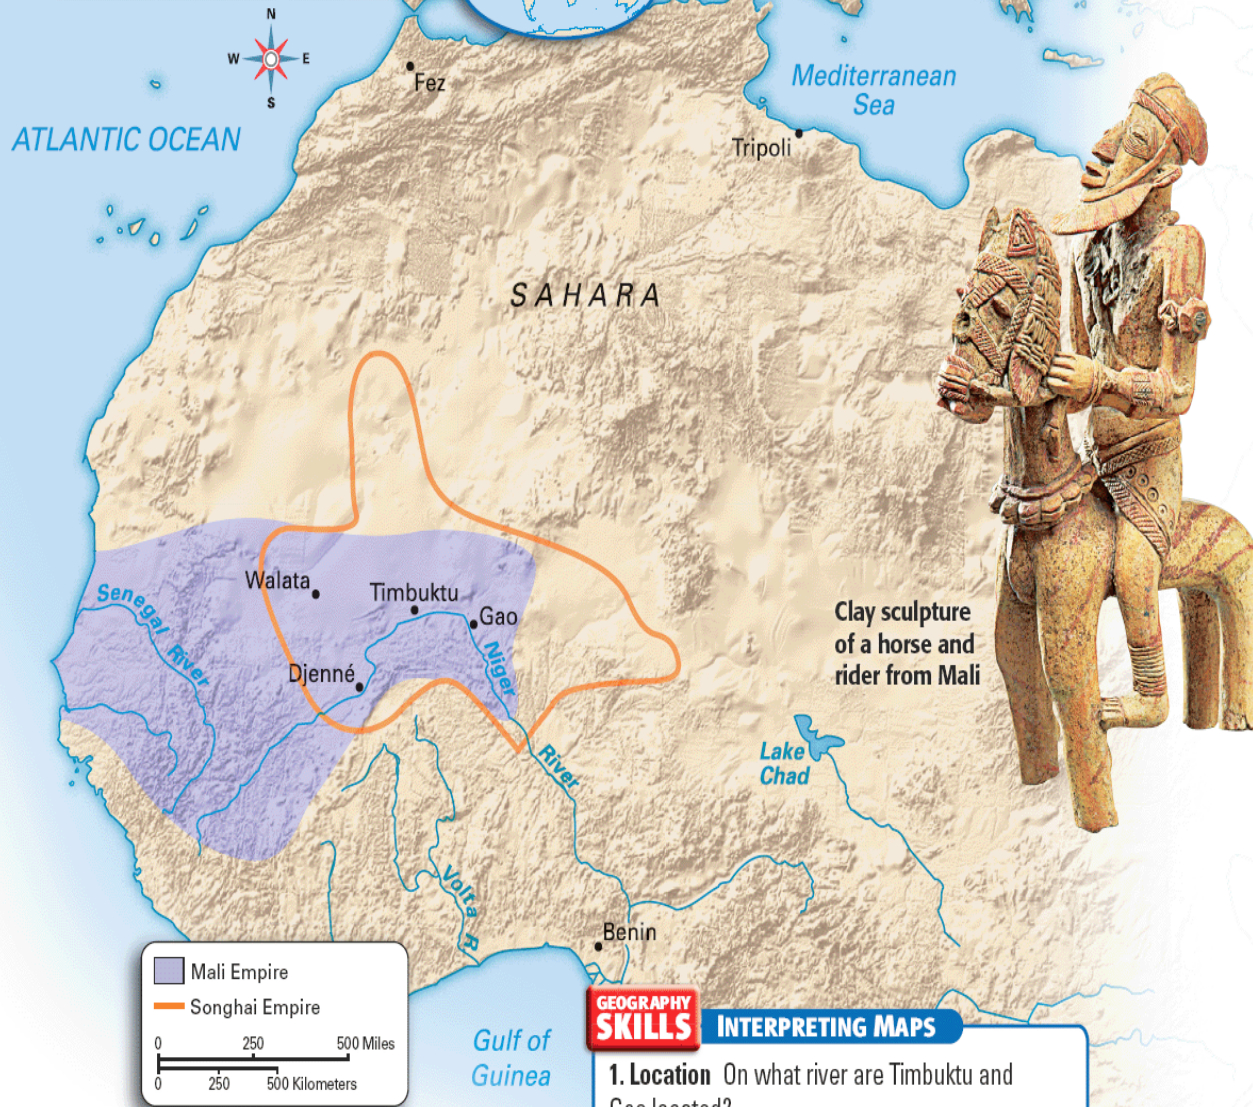 N
W E
S
Fez
Mediterranean
Sea
ATLANTIC OCEAN
Tripoli
SAHARA
Walata
Timbuktu
Gao
Senegal River
Djenné
Niger
River
Clay sculpture
of a horse and
rider from Mali
Lake
Chad
Volta R.
Benin
Mali Empire
Songhai Empire
0 250 500 Miles
0 250 500 Kilometers
Gulf of
Guinea
GEOGRAPHY
SKILLS
INTERPRETING MAPS
1. Location On what river are Timbuktu and
Gao located?